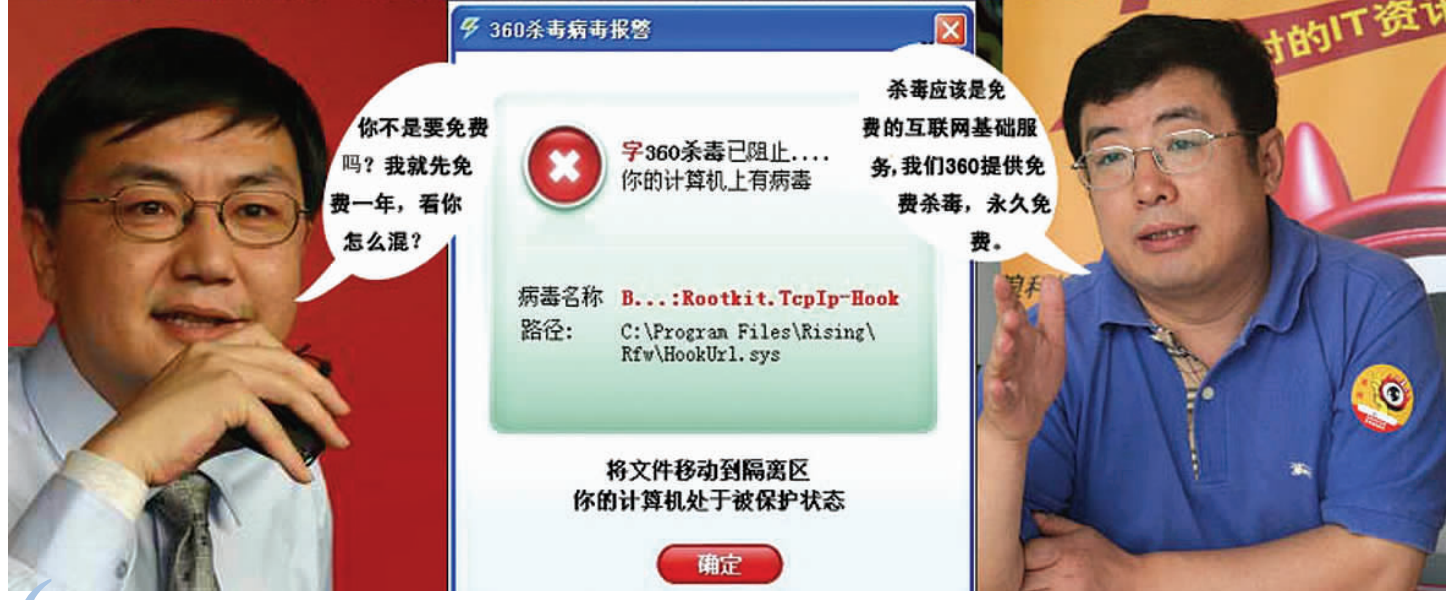 360杀毒病毒报警
你不是要免费
吗？我就先免
费一年，看你
怎么混？
字360杀毒已阻止....
你的计算机上有病毒
病毒名称 B...:Rootkit.TcpIp-Hook
路径： C:\Program Files\Rising\
Rfw\HookUrl.sys
将文件移动到隔离区
你的计算机处于被保护状态
确定
杀毒应该是免
费的互联网基础服
务,我们360提供免
费杀毒，永久免
费。
时的IT资讯